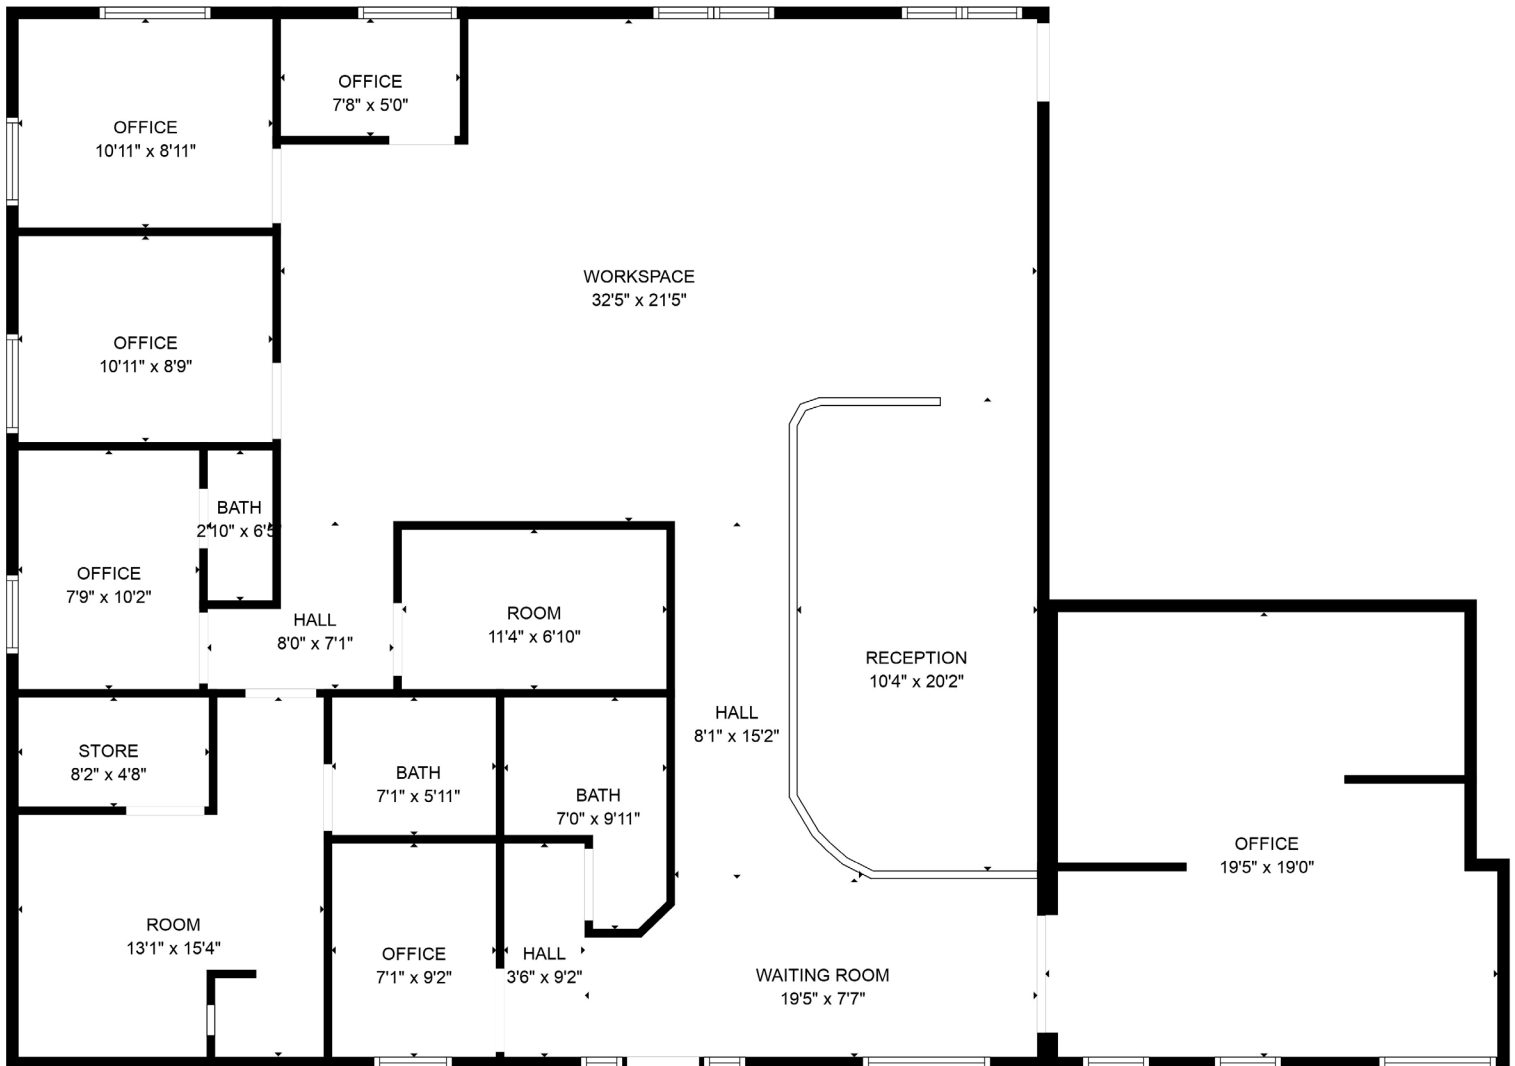 OFFICE
7'8" x 5'0"
OFFICE
10'11" x 8'11"
WORKSPACE
32'5" x 21'5"
OFFICE
10'11" x 8'9"
BATH
2'10" x 6'5"
OFFICE
7'9" x 10'2"
HALL
8'0" x 7'1"
ROOM
11'4" x 6'10"
RECEPTION
10'4" x 20'2"
HALL
8'1" x 15'2"
STORE
8'2" x 4'8"
BATH
7'1" x 5'11"
BATH
7'0" x 9'11"
OFFICE
19'5" x 19'0"
ROOM
13'1" x 15'4"
OFFICE
7'1" x 9'2"
HALL
3'6" x 9'2"
WAITING ROOM
19'5" x 7'7"